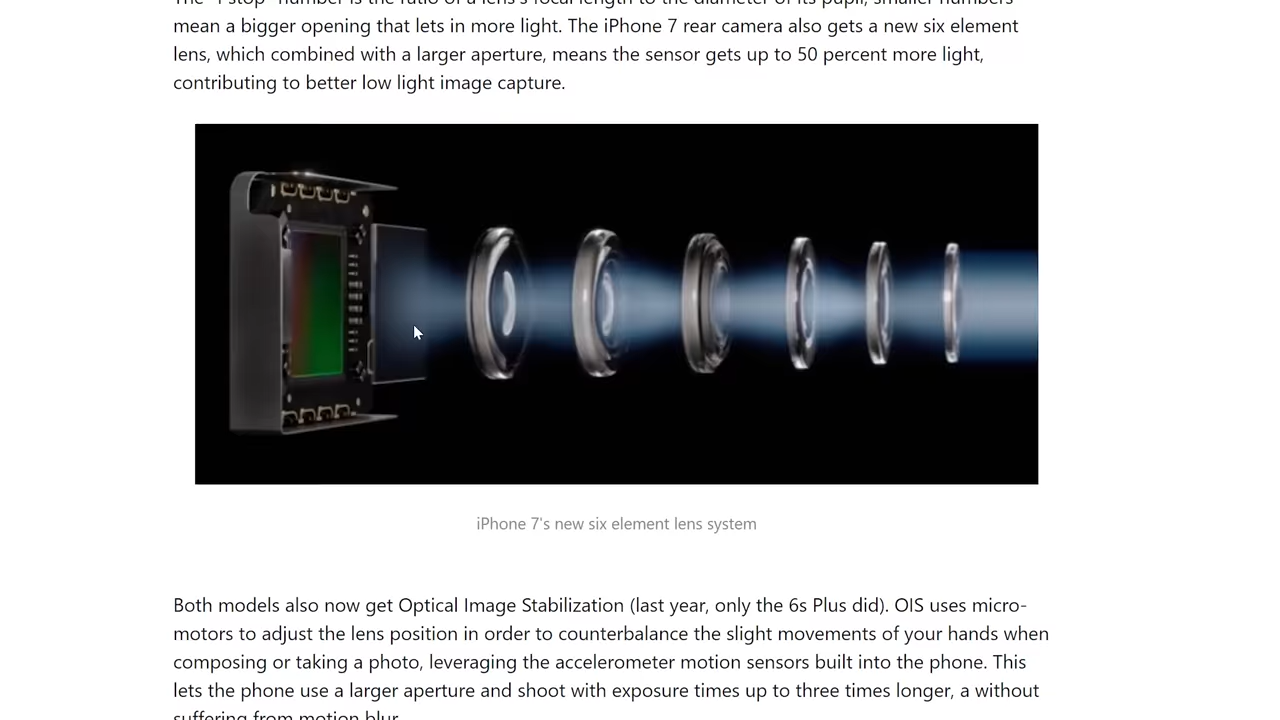 mean a bigger opening that lets in more light. The iPhone 7 rear camera also gets a new six element
lens, which combined with a larger aperture, means the sensor gets up to 50 percent more light,
contributing to better low light image capture.
iPhone 7's new six element lens system
Both models also now get Optical Image Stabilization (last year, only the 6s Plus did). OIS uses micro-
motors to adjust the lens position in order to counterbalance the slight movements of your hands when
composing or taking a photo, leveraging the accelerometer motion sensors built into the phone. This
lets the phone use a larger aperture and shoot with exposure times up to three times longer, a without
suffering from motion blur.